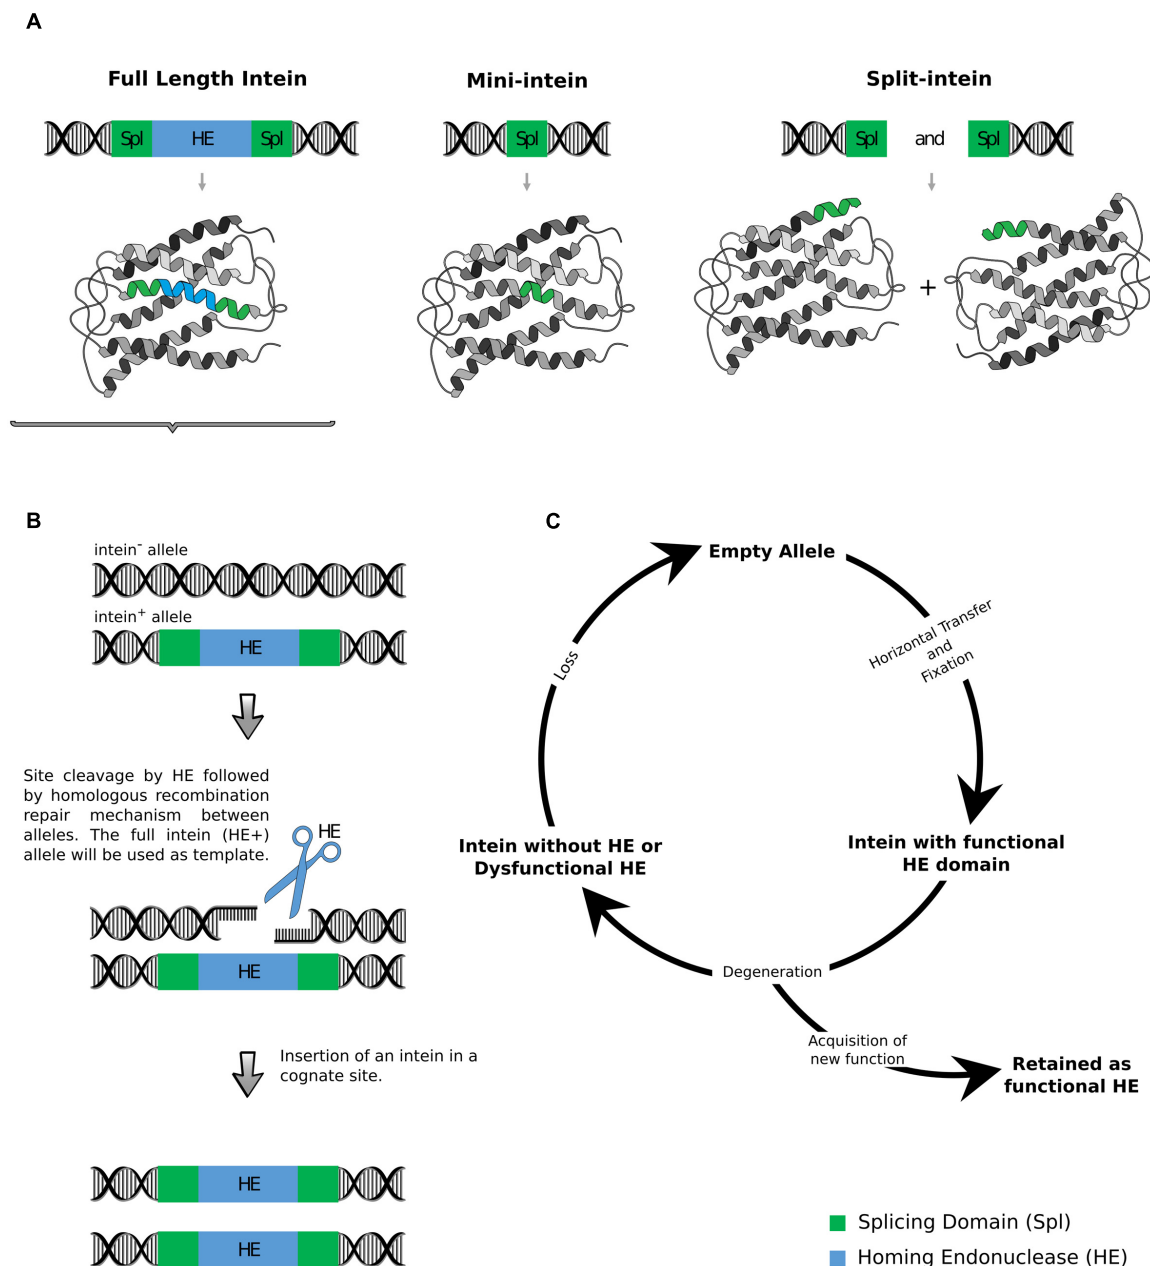 A
Full Length Intein
Mini-intein
Split-intein
Spl HE Spl
Spl
Spl and Spl
+
B
intein- allele
intein+ allele
HE
Site cleavage by HE followed
by homologous recombination
repair mechanism between
alleles. The full intein (HE+)
allele will be used as template.
HE
HE
Insertion of an intein in a
cognate site.
HE
HE
C
Empty Allele
Horizontal Transfer
and
Fixation
Loss
Intein with functional
HE domain
Intein without HE or
Dysfunctional HE
Degeneration
Acquisition of
new function
Retained as
functional HE
Splicing Domain (Spl)
Homing Endonuclease (HE)